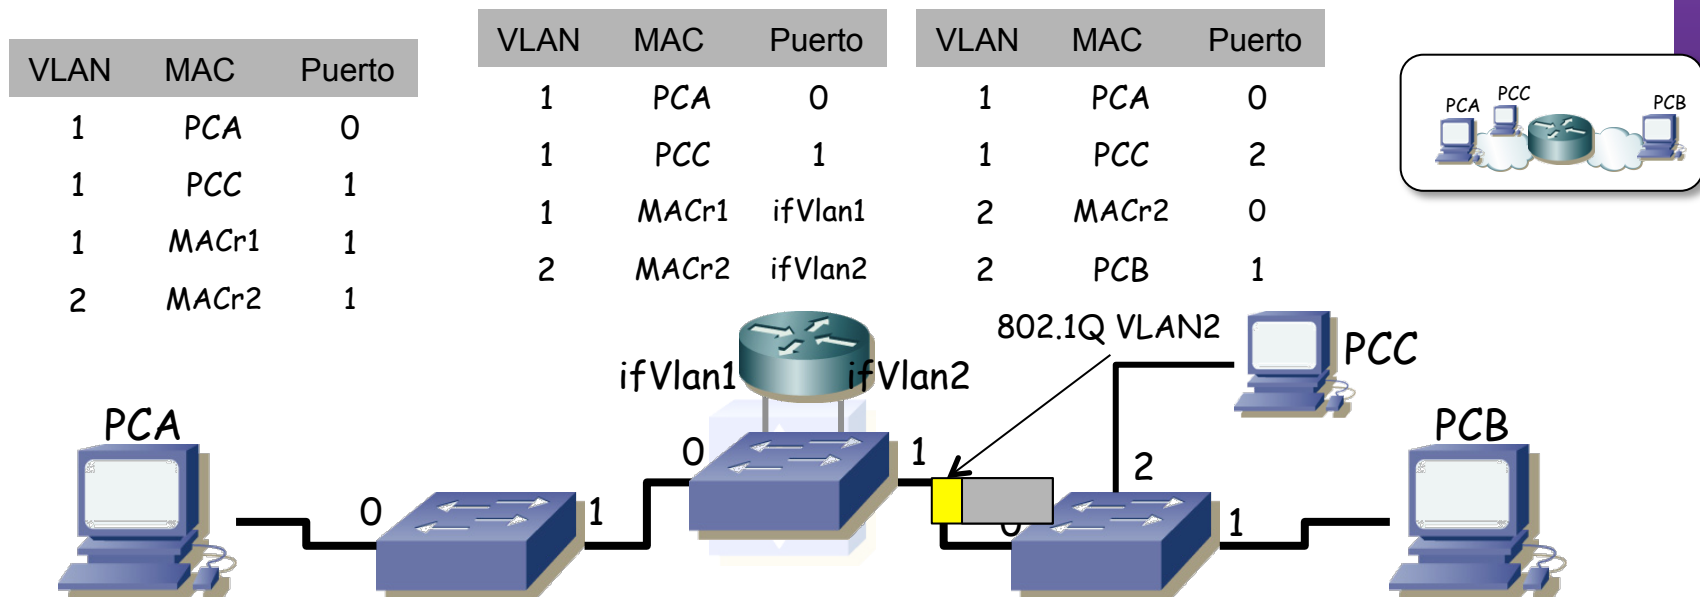 VLAN MAC Puerto
1 PCA 0
1 PCC 1
1 MACr1 1
2 MACr2 1
VLAN MAC Puerto
1 PCA 0
1 PCC 1
1 MACr1 ifVlan1
2 MACr2 ifVlan2
VLAN MAC Puerto
1 PCA 0
1 PCC 2
2 MACr2 0
2 PCB 1
PCA PCC PCB
802.1Q VLAN2
PCC
ifVlan1 ifVlan2
PCA
PCB
0 1
2
0 1
0 1